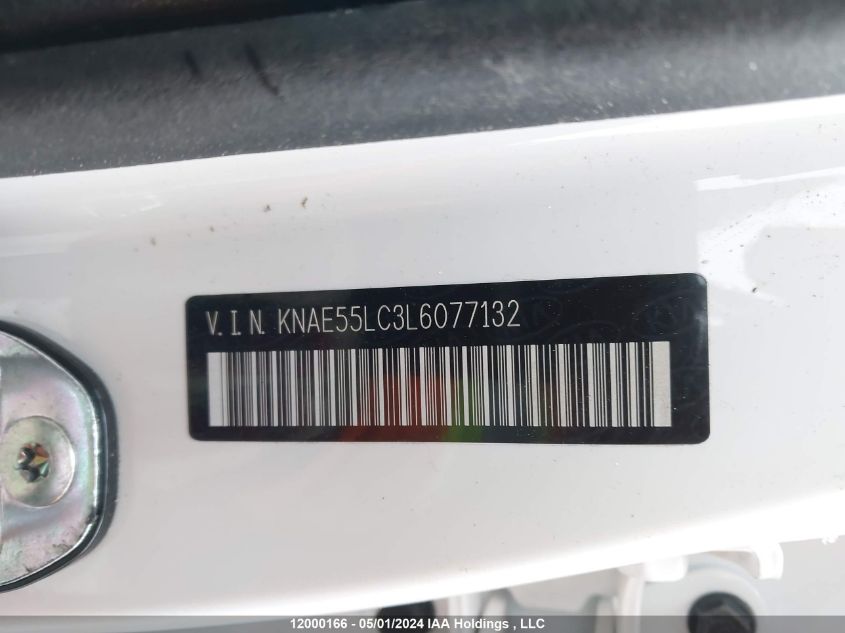 V.I.N. KNAE55LC3L6077132
12000166 - 05/01/2024 IAA Holdings , LLC